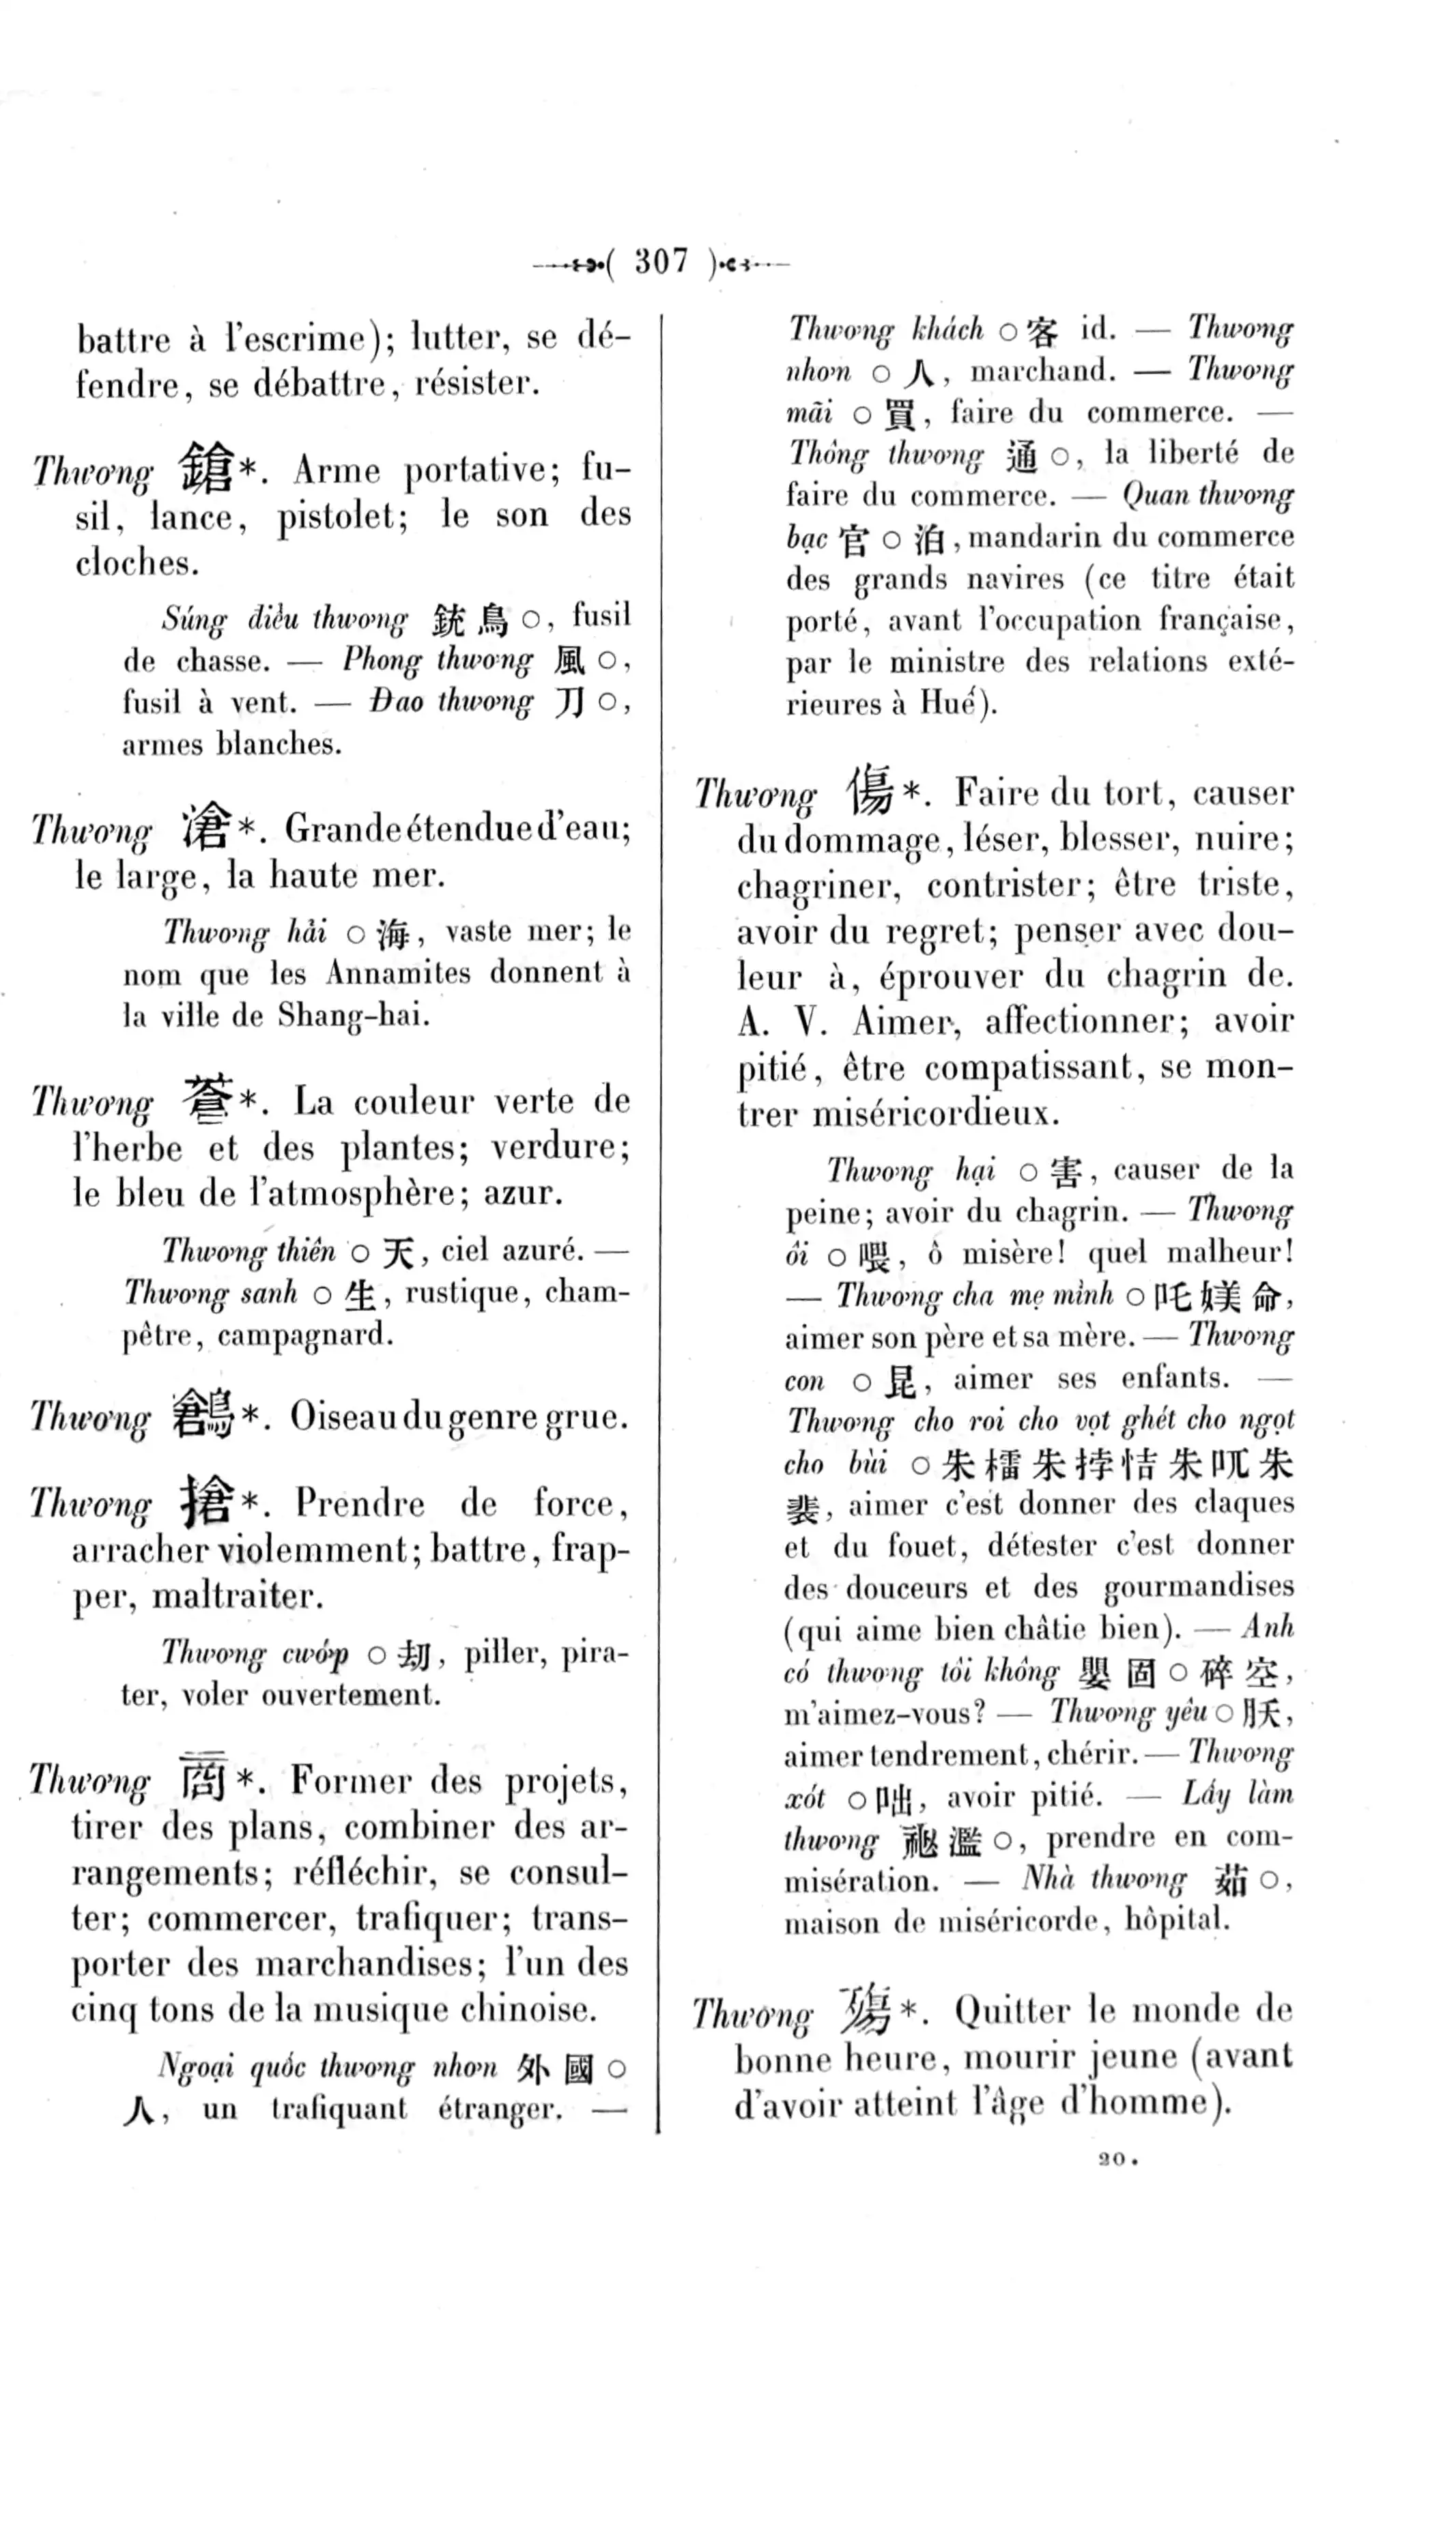 ( 307 )
battre à l'escrime); lutter, se dé-
fendre, se débattre, résister.
Thương 鎗*. Arme portative; fu-
sil, lance, pistolet; le son des
cloches.
Súng điểu thương 銃鳥○, fusil
de chasse. — Phong thương 風○,
fusil à vent. — Đao thương 刀○,
armes blanches.
Thương 滄*. Grande étendue d'eau;
le large, la haute mer.
Thương hải ○海, vaste mer; le
nom que les Annamites donnent à
la ville de Shang-hai.
Thương 蒼*. La couleur verte de
l'herbe et des plantes; verdure;
le bleu de l'atmosphère; azur.
Thương thiên ○天, ciel azuré. —
Thương sanh ○生, rustique, cham-
pêtre, campagnard.
Thương 鶬*. Oiseau du genre grue.
Thương 搶*. Prendre de force,
arracher violemment; battre, frap-
per, maltraiter.
Thương cướp ○刧, piller, pira-
ter, voler ouvertement.
Thương 啇*. Former des projets,
tirer des plans, combiner des ar-
rangements; réfléchir, se consul-
ter; commercer, trafiquer; trans-
porter des marchandises; l'un des
cinq tons de la musique chinoise.
Ngoại quốc thương nhơn 外國○
人, un trafiquant étranger. —
Thương khách ○客 id. — Thương
nhơn ○人, marchand. — Thương
mãi ○買, faire du commerce. —
Thông thương 通○, la liberté de
faire du commerce. — Quan thương
bạc 官○泊, mandarin du commerce
des grands navires (ce titre était
porté, avant l'occupation française,
par le ministre des relations exté-
rieures à Huế).
Thương 傷*. Faire du tort, causer
du dommage, léser, blesser, nuire;
chagriner, contrister; être triste,
avoir du regret; penser avec dou-
leur à, éprouver du chagrin de.
A. V. Aimer, affectionner; avoir
pitié, être compatissant, se mon-
trer miséricordieux.
Thương hại ○害, causer de la
peine; avoir du chagrin. — Thương
ôi ○喂, ô misère! quel malheur!
— Thương cha mẹ mình ○吒媄命,
aimer son père et sa mère. — Thương
con ○昆, aimer ses enfants. —
Thương cho roi cho vọt ghét cho ngọt
cho bùi ○朱檑朱挬恄朱吪朱
裴, aimer c'est donner des claques
et du fouet, détester c'est donner
des douceurs et des gourmandises
(qui aime bien châtie bien). — Anh
có thương tôi không 嬰固○碎空,
m'aimez-vous? — Thương yêu ○䏚,
aimer tendrement, chérir. — Thương
xót ○咄, avoir pitié. — Lấy làm
thương 濫○, prendre en com-
misération. — Nhà thương 茹○,
maison de miséricorde, hôpital.
Thương 殤*. Quitter le monde de
bonne heure, mourir jeune (avant
d'avoir atteint l'âge d'homme).
20.